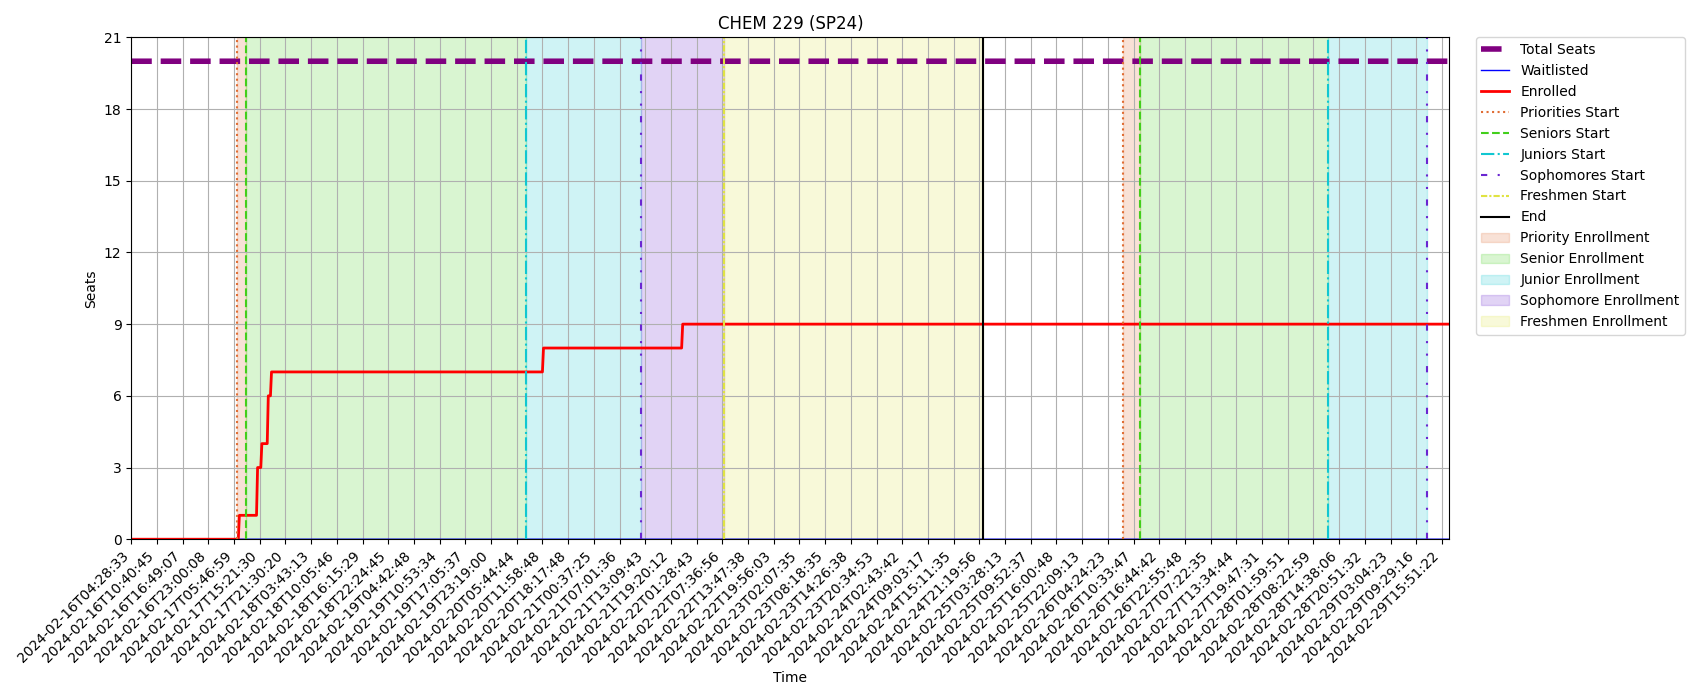 CHEM 229 (SP24)
21
18
15
12
9
6
3
0
Seats
2024-02-16T04:28:33
2024-02-16T10:40:45
2024-02-16T16:49:07
2024-02-16T23:00:08
2024-02-17T05:46:59
2024-02-17T15:21:30
2024-02-17T21:30:20
2024-02-18T03:43:13
2024-02-18T10:05:46
2024-02-18T16:15:29
2024-02-18T22:24:45
2024-02-19T04:42:48
2024-02-19T10:53:34
2024-02-19T17:05:37
2024-02-19T23:19:00
2024-02-20T05:44:44
2024-02-20T11:58:48
2024-02-20T18:17:48
2024-02-21T00:37:25
2024-02-21T07:01:36
2024-02-21T13:09:43
2024-02-21T19:20:12
2024-02-22T01:28:43
2024-02-22T07:36:56
2024-02-22T13:47:38
2024-02-22T19:56:03
2024-02-23T02:07:35
2024-02-23T08:18:35
2024-02-23T14:26:38
2024-02-23T20:34:53
2024-02-24T02:43:42
2024-02-24T09:03:17
2024-02-24T15:11:35
2024-02-24T21:19:56
2024-02-25T03:28:13
2024-02-25T09:52:37
2024-02-25T16:00:48
2024-02-25T22:09:13
2024-02-26T04:24:23
2024-02-26T10:33:47
2024-02-26T16:44:42
2024-02-26T22:55:48
2024-02-27T07:22:35
2024-02-27T13:34:44
2024-02-27T19:47:31
2024-02-28T01:59:51
2024-02-28T08:22:59
2024-02-28T14:38:06
2024-02-28T20:51:32
2024-02-29T03:04:23
2024-02-29T09:29:16
2024-02-29T15:51:22
Time
Total Seats
Waitlisted
Enrolled
Priorities Start
Seniors Start
Juniors Start
Sophomores Start
Freshmen Start
End
Priority Enrollment
Senior Enrollment
Junior Enrollment
Sophomore Enrollment
Freshmen Enrollment